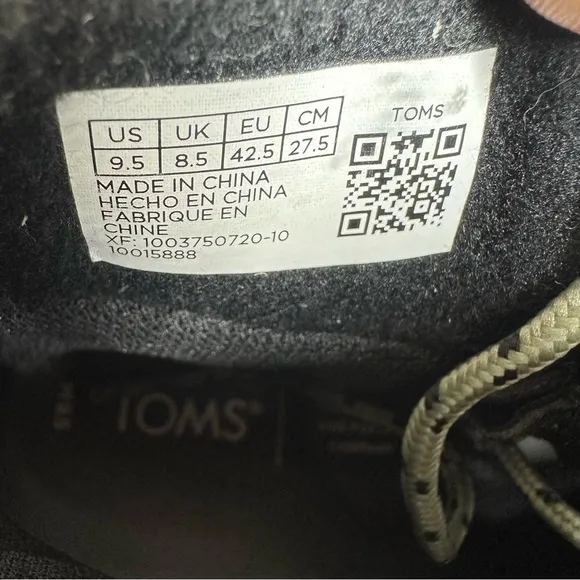 US UK EU CM TOMS
9.5 8.5 42.5 27.5
MADE IN CHINA
HECHO EN CHINA
FABRIQUE EN
CHINE
XF: 1003750720-10
10015888
TOMS®